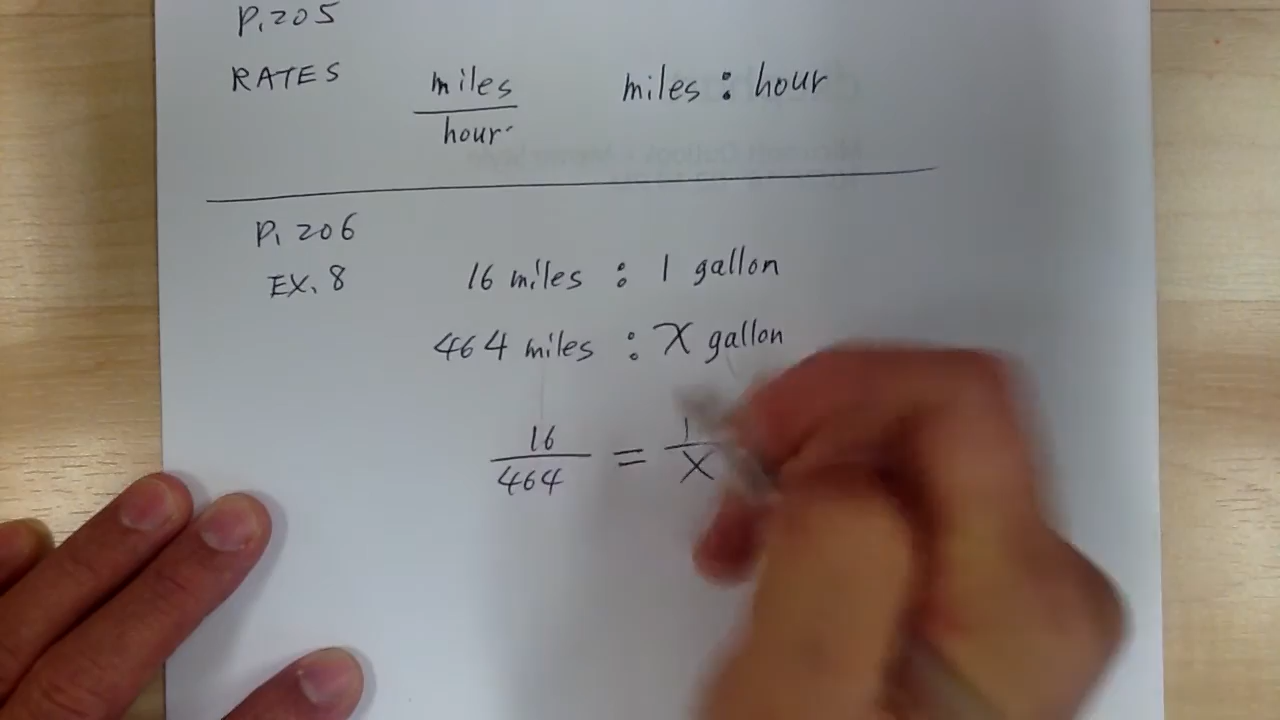 P. 205
RATES miles/hour miles : hour
P. 206
EX. 8 16 miles : 1 gallon
464 miles : X gallon
16/464 = 1/X